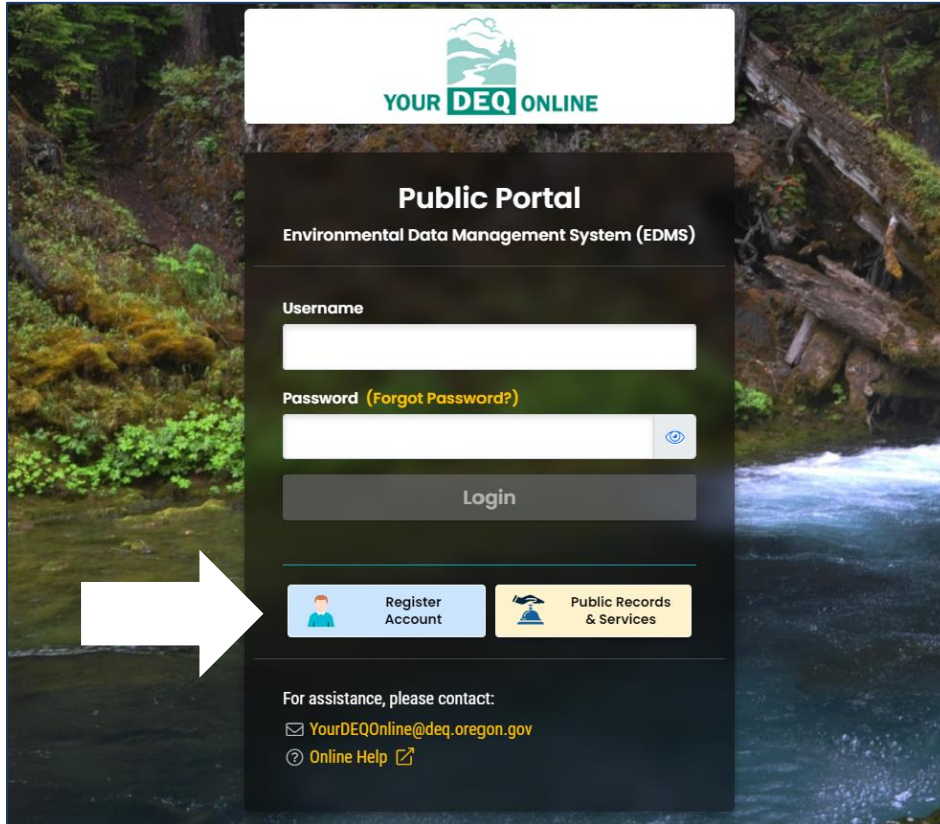 YOUR DEQ ONLINE
Public Portal
Environmental Data Management System (EDMS)
Username
Password (Forgot Password?)
Login
Register
Account
Public Records
& Services
For assistance, please contact:
YourDEQOnline@deq.oregon.gov
Online Help